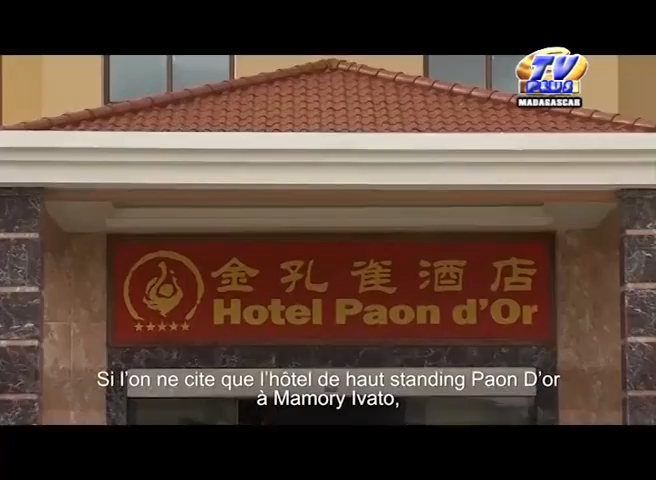 TV
PLUS
MADAGASCAR
金孔雀酒店
Hotel Paon d'Or
Si l'on ne cite que l'hôtel de haut standing Paon D'or
à Mamory Ivato,